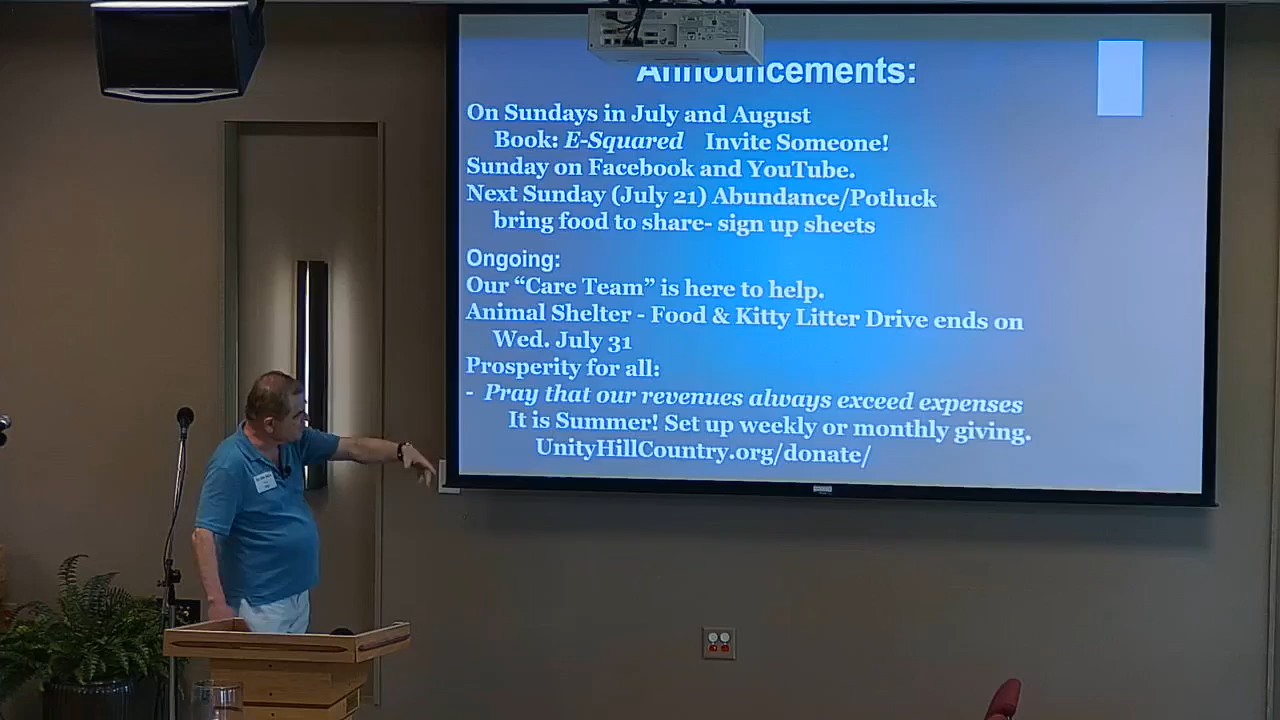 Announcements:
On Sundays in July and August
Book: E-Squared Invite Someone!
Sunday on Facebook and YouTube.
Next Sunday (July 21) Abundance/Potluck
bring food to share- sign up sheets
Ongoing:
Our “Care Team” is here to help.
Animal Shelter - Food & Kitty Litter Drive ends on
Wed. July 31
Prosperity for all:
- Pray that our revenues always exceed expenses
It is Summer! Set up weekly or monthly giving.
UnityHillCountry.org/donate/